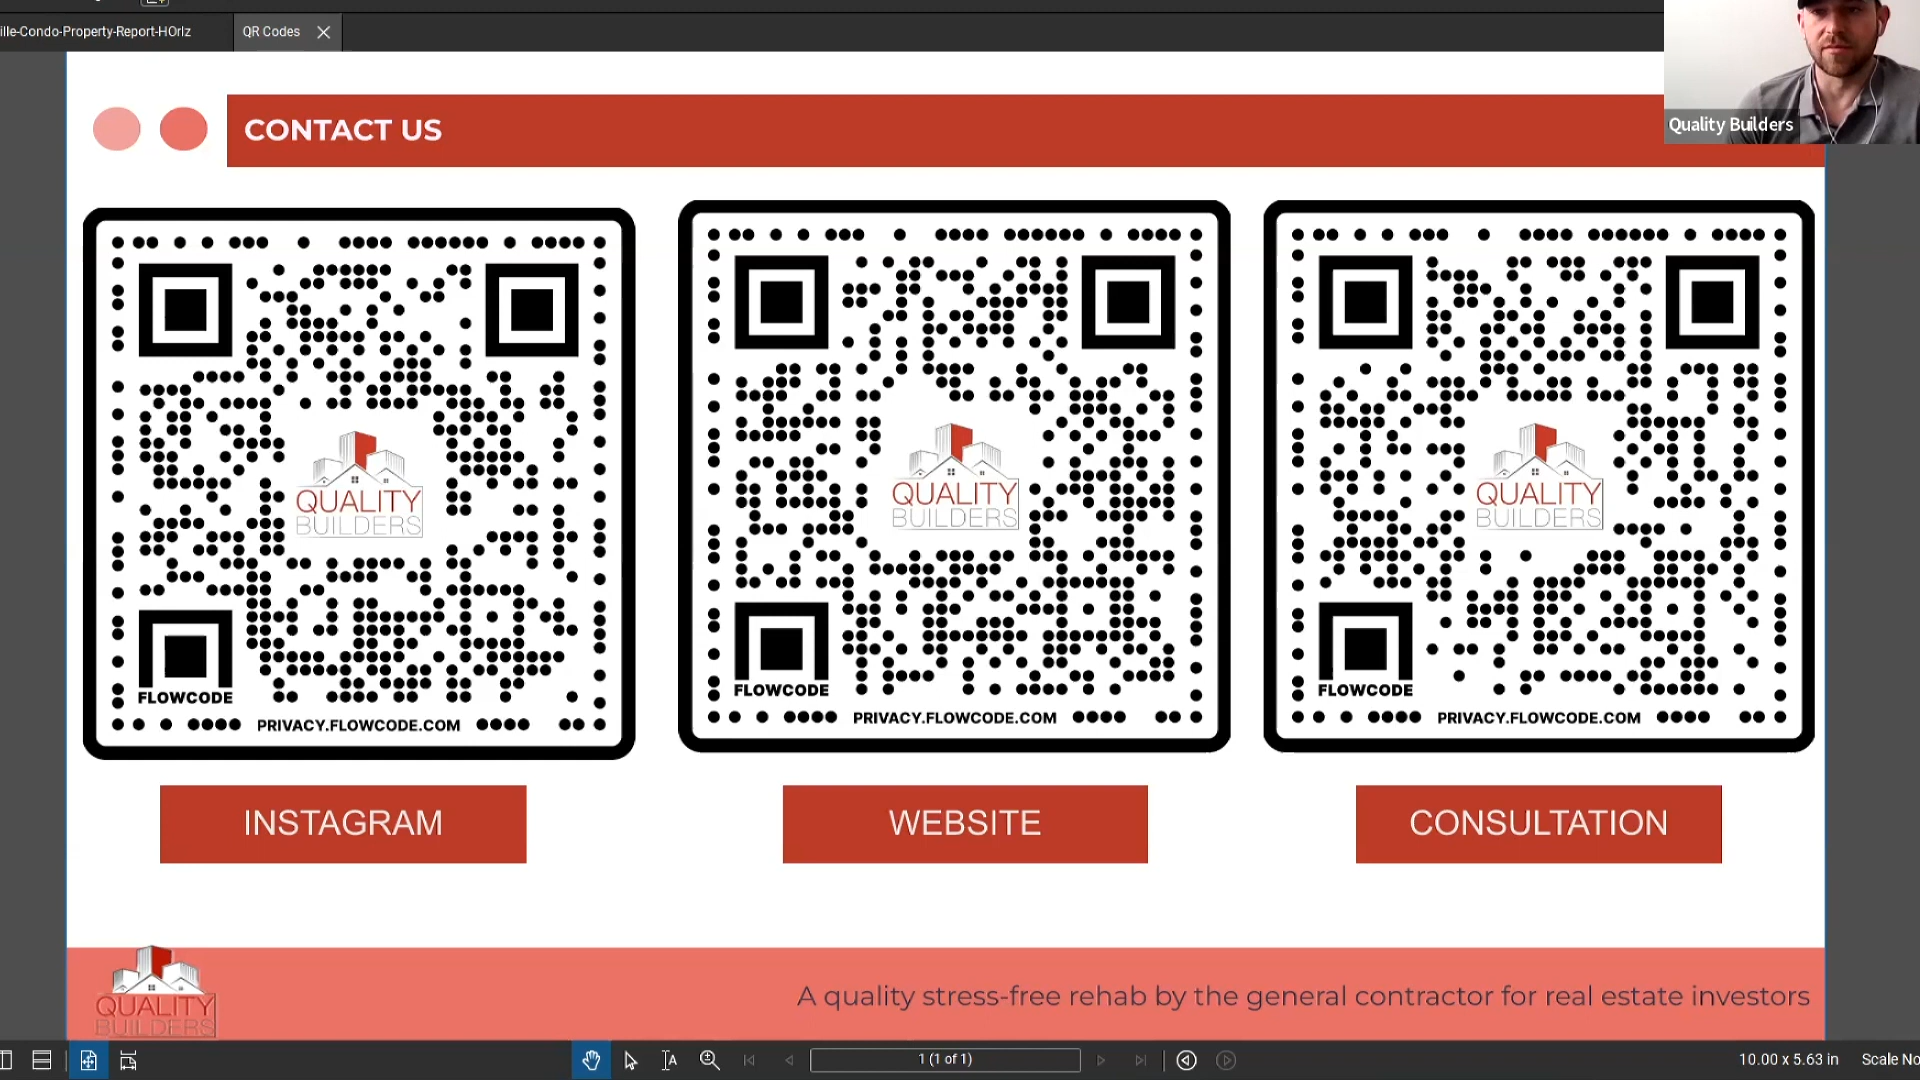 ille-Condo-Property-Report-HOrIz
QR Codes
Quality Builders
CONTACT US
QUALITY
BUILDERS
FLOWCODE
PRIVACY.FLOWCODE.COM
QUALITY
BUILDERS
FLOWCODE
PRIVACY.FLOWCODE.COM
QUALITY
BUILDERS
FLOWCODE
PRIVACY.FLOWCODE.COM
INSTAGRAM
WEBSITE
CONSULTATION
QUALITY
BUILDERS
A quality stress-free rehab by the general contractor for real estate investors
1 (1 of 1)
10.00 x 5.63 in
Scale No